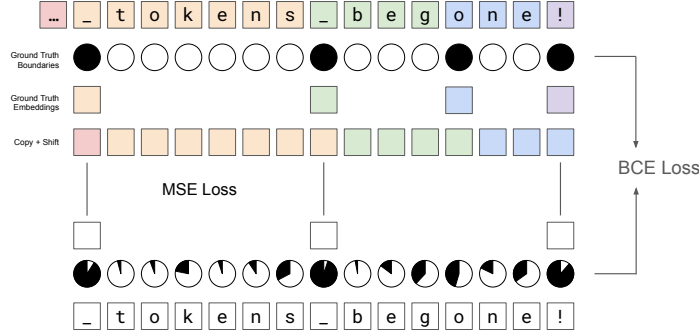 … _ t o k e n s _ b e g o n e !
Ground Truth
Boundaries
Ground Truth
Embeddings
Copy + Shift
BCE Loss
MSE Loss
_ t o k e n s _ b e g o n e !